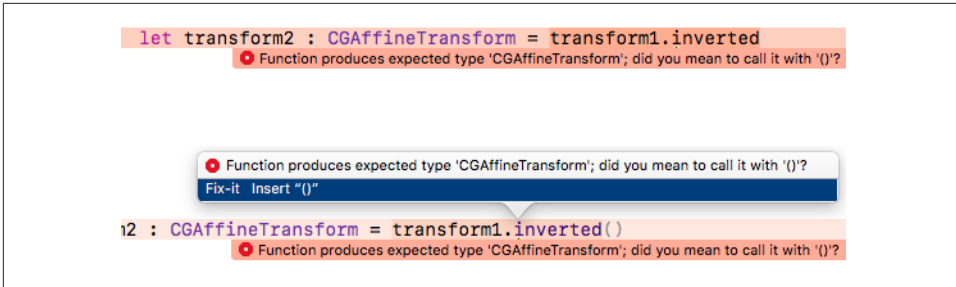 let transform2 : CGAffineTransform = transform1.inverted
Function produces expected type 'CGAffineTransform'; did you mean to call it with '()'?
Function produces expected type 'CGAffineTransform'; did you mean to call it with '()'?
Fix-it Insert “()”
2 : CGAffineTransform = transform1.inverted()
Function produces expected type 'CGAffineTransform'; did you mean to call it with '()'?